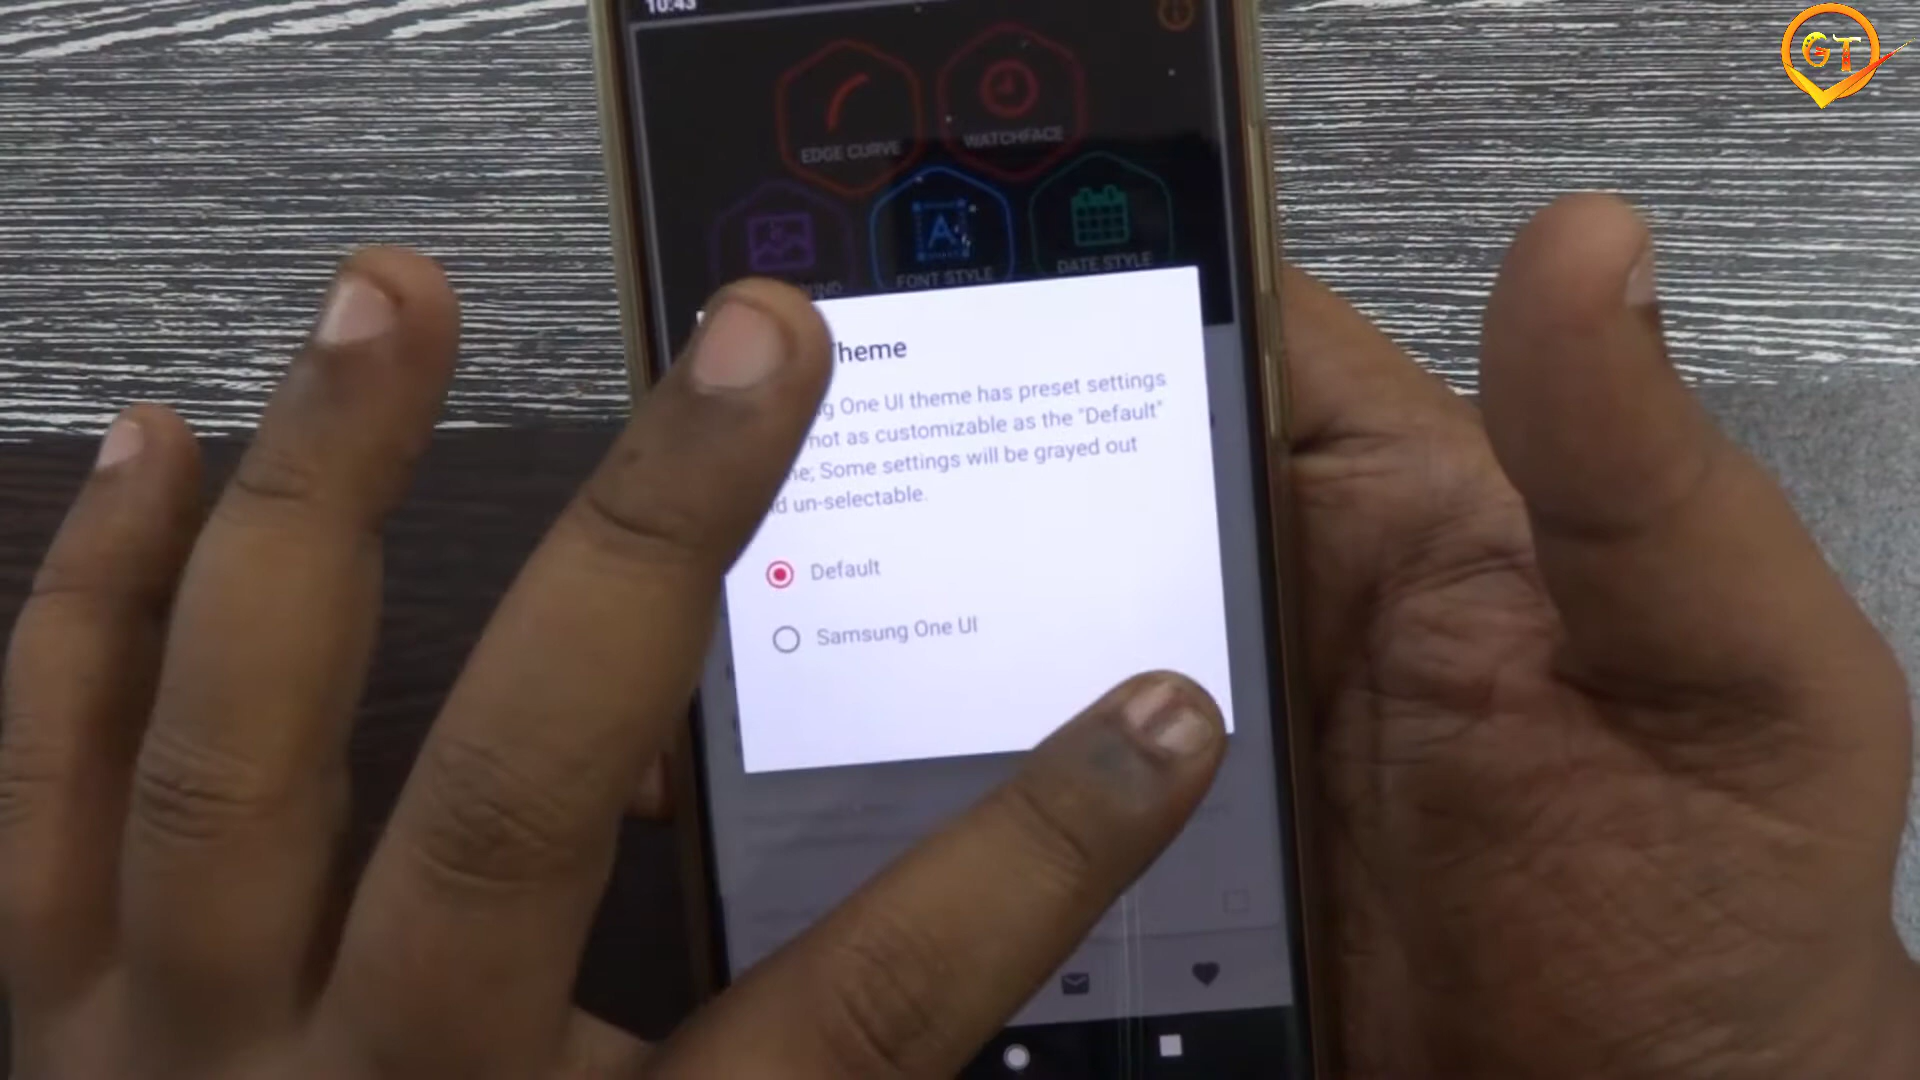 10:43
GT
EDGE CURVE
WATCHFACE
FONT STYLE
DATE STYLE
Theme
One UI theme has preset settings
not as customizable as the "Default"
Some settings will be grayed out
un-selectable.
Default
Samsung One UI